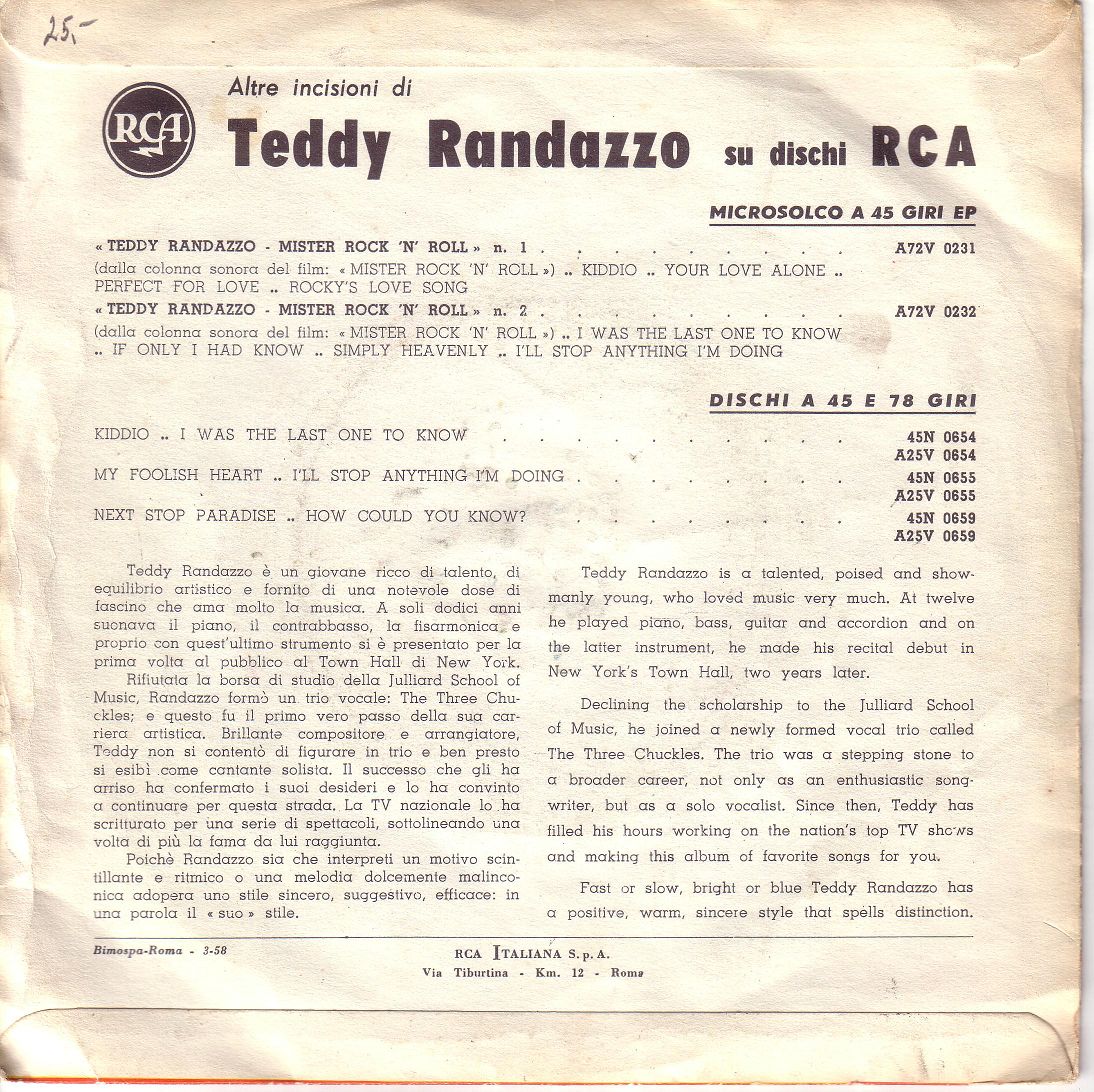 25,-
RCA
Altre incisioni di
Teddy Randazzo su dischi RCA
MICROSOLCO A 45 GIRI EP
« TEDDY RANDAZZO - MISTER ROCK 'N' ROLL » n. 1 . . . . . . . . . A72V 0231
(dalla colonna sonora del film: « MISTER ROCK 'N' ROLL ») .. KIDDIO .. YOUR LOVE ALONE ..
PERFECT FOR LOVE .. ROCKY'S LOVE SONG
« TEDDY RANDAZZO - MISTER ROCK 'N' ROLL » n. 2 . . . . . . . . . A72V 0232
(dalla colonna sonora del film: « MISTER ROCK 'N' ROLL ») .. I WAS THE LAST ONE TO KNOW
.. IF ONLY I HAD KNOW .. SIMPLY HEAVENLY .. I'LL STOP ANYTHING I'M DOING
DISCHI A 45 E 78 GIRI
KIDDIO .. I WAS THE LAST ONE TO KNOW . . . . . . . . . . 45N 0654
A25V 0654
MY FOOLISH HEART .. I'LL STOP ANYTHING I'M DOING . . . . . . . . 45N 0655
A25V 0655
NEXT STOP PARADISE .. HOW COULD YOU KNOW? . . . . . . . . 45N 0659
A25V 0659
Teddy Randazzo è un giovane ricco di talento, di
equilibrio artistico e fornito di una notevole dose di
fascino che ama molto la musica. A soli dodici anni
suonava il piano, il contrabbasso, la fisarmonica e
proprio con quest'ultimo strumento si è presentato per la
prima volta al pubblico al Town Hall di New York.
Rifiutata la borsa di studio della Julliard School of
Music, Randazzo formò un trio vocale: The Three Chu-
ckles; e questo fu il primo vero passo della sua car-
riera artistica. Brillante compositore e arrangiatore,
Teddy non si contentò di figurare in trio e ben presto
si esibì come cantante solista. Il successo che gli ha
arriso ha confermato i suoi desideri e lo ha convinto
a continuare per questa strada. La TV nazionale lo ha
scritturato per una serie di spettacoli, sottolineando una
volta di più la fama da lui raggiunta.
Poichè Randazzo sia che interpreti un motivo scin-
tillante e ritmico o una melodia dolcemente malinco-
nica adopera uno stile sincero, suggestivo, efficace: in
una parola il « suo » stile.
Teddy Randazzo is a talented, poised and show-
manly young, who loved music very much. At twelve
he played piano, bass, guitar and accordion and on
the latter instrument, he made his recital debut in
New York's Town Hall, two years later.
Declining the scholarship to the Julliard School
of Music, he joined a newly formed vocal trio called
The Three Chuckles. The trio was a stepping stone to
a broader career, not only as an enthusiastic song-
writer, but as a solo vocalist. Since then, Teddy has
filled his hours working on the nation's top TV shows
and making this album of favorite songs for you.
Fast or slow, bright or blue Teddy Randazzo has
a positive, warm, sincere style that spells distinction.
Bimospa-Roma - 3-58
RCA ITALIANA S.p.A.
Via Tiburtina - Km. 12 - Roma